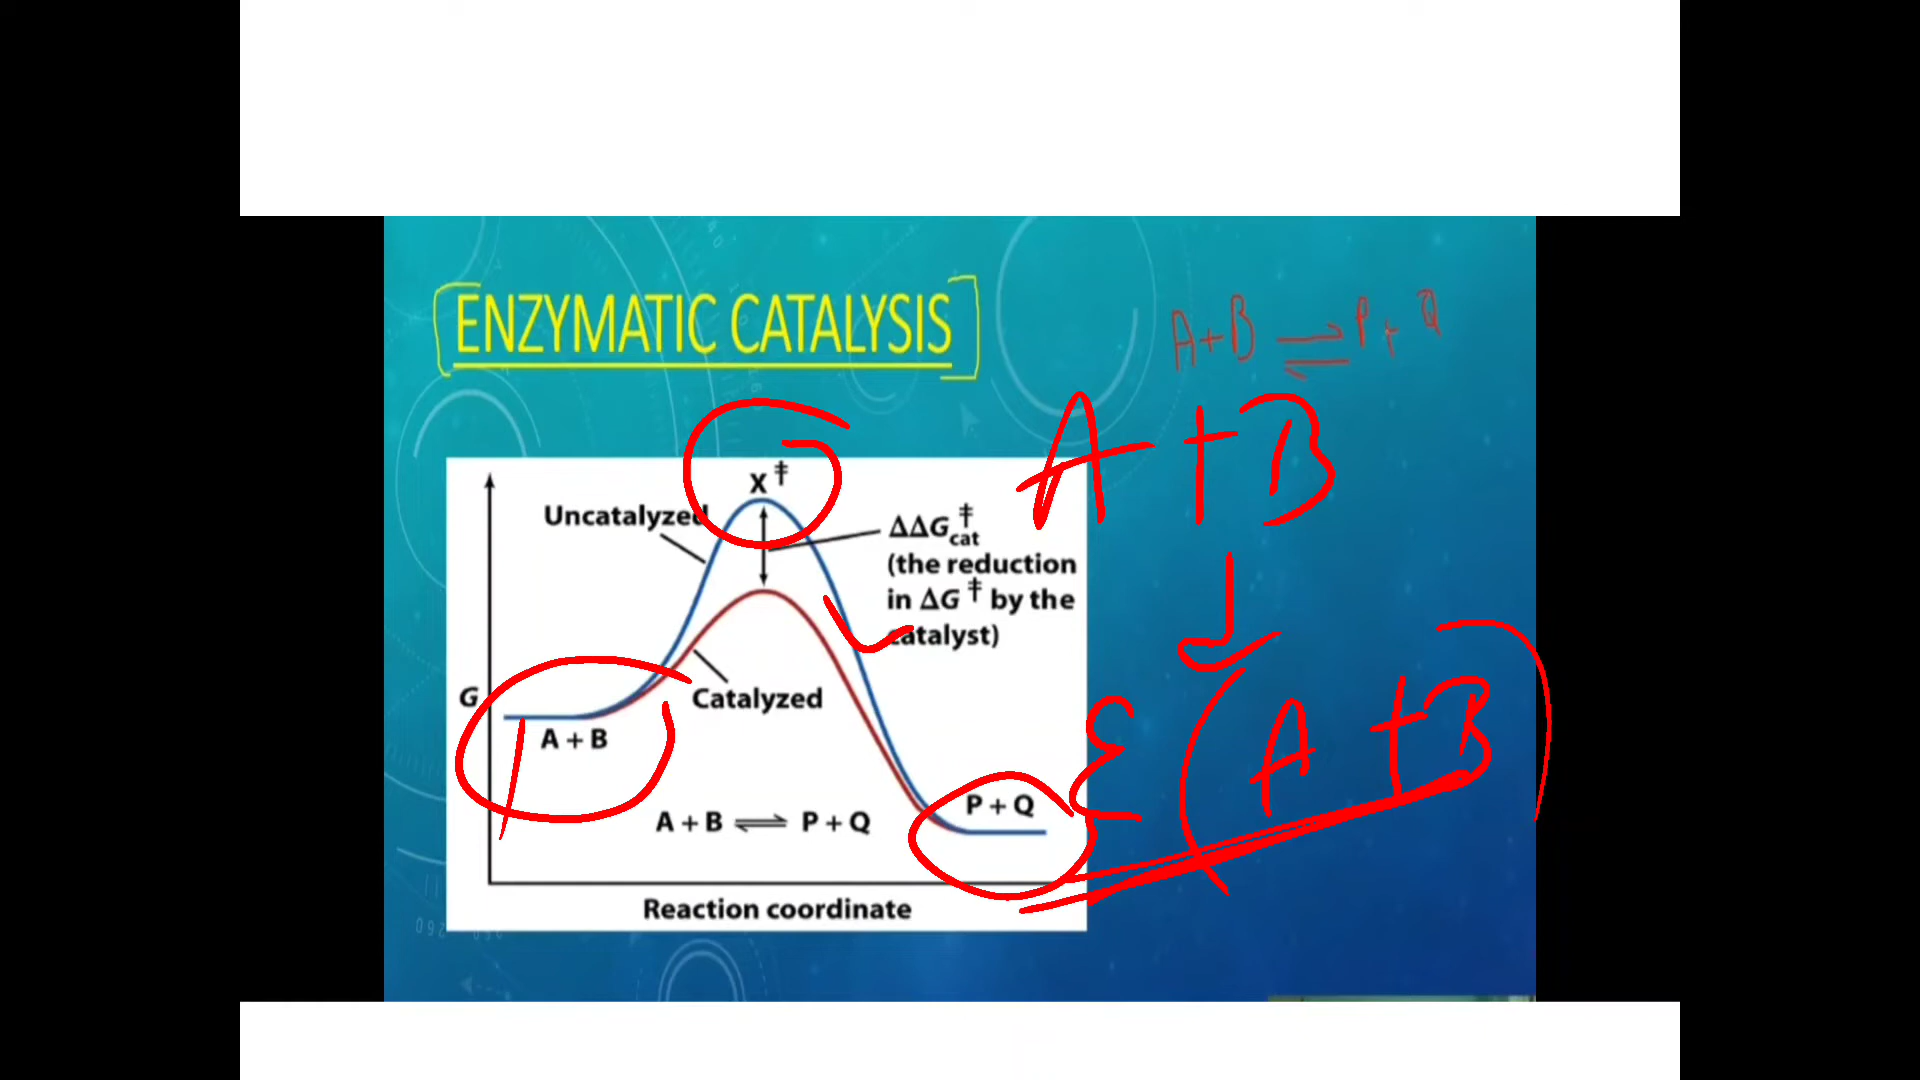 ENZYMATIC CATALYSIS
A+B ⇌ P+Q
A+B
X‡
Uncatalyzed
ΔΔG‡cat
(the reduction
in ΔG‡ by the
catalyst)
Catalyzed
G
A + B
P + Q
A + B ⇌ P + Q
Reaction coordinate
Ɛ(A+B)